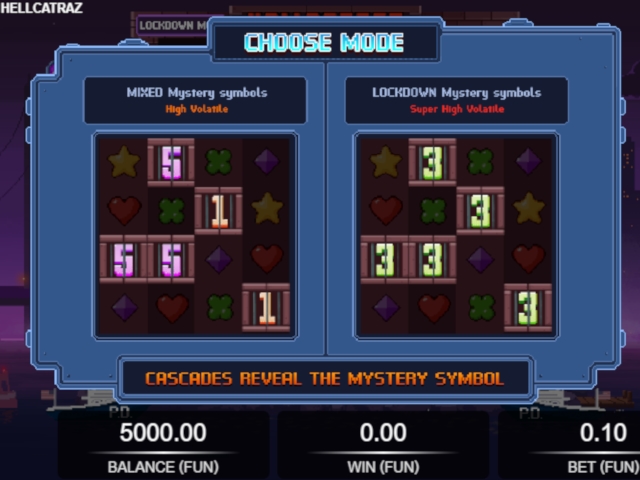 HELLCATRAZ
LOCKDOWN M
CHOOSE MODE
MIXED Mystery symbols
High Volatile
LOCKDOWN Mystery symbols
Super High Volatile
5
1
5 5
1
3
3
3 3
3
CASCADES REVEAL THE MYSTERY SYMBOL
P.D.
P.D.
5000.00
BALANCE (FUN)
0.00
WIN (FUN)
0.10
BET (FUN)